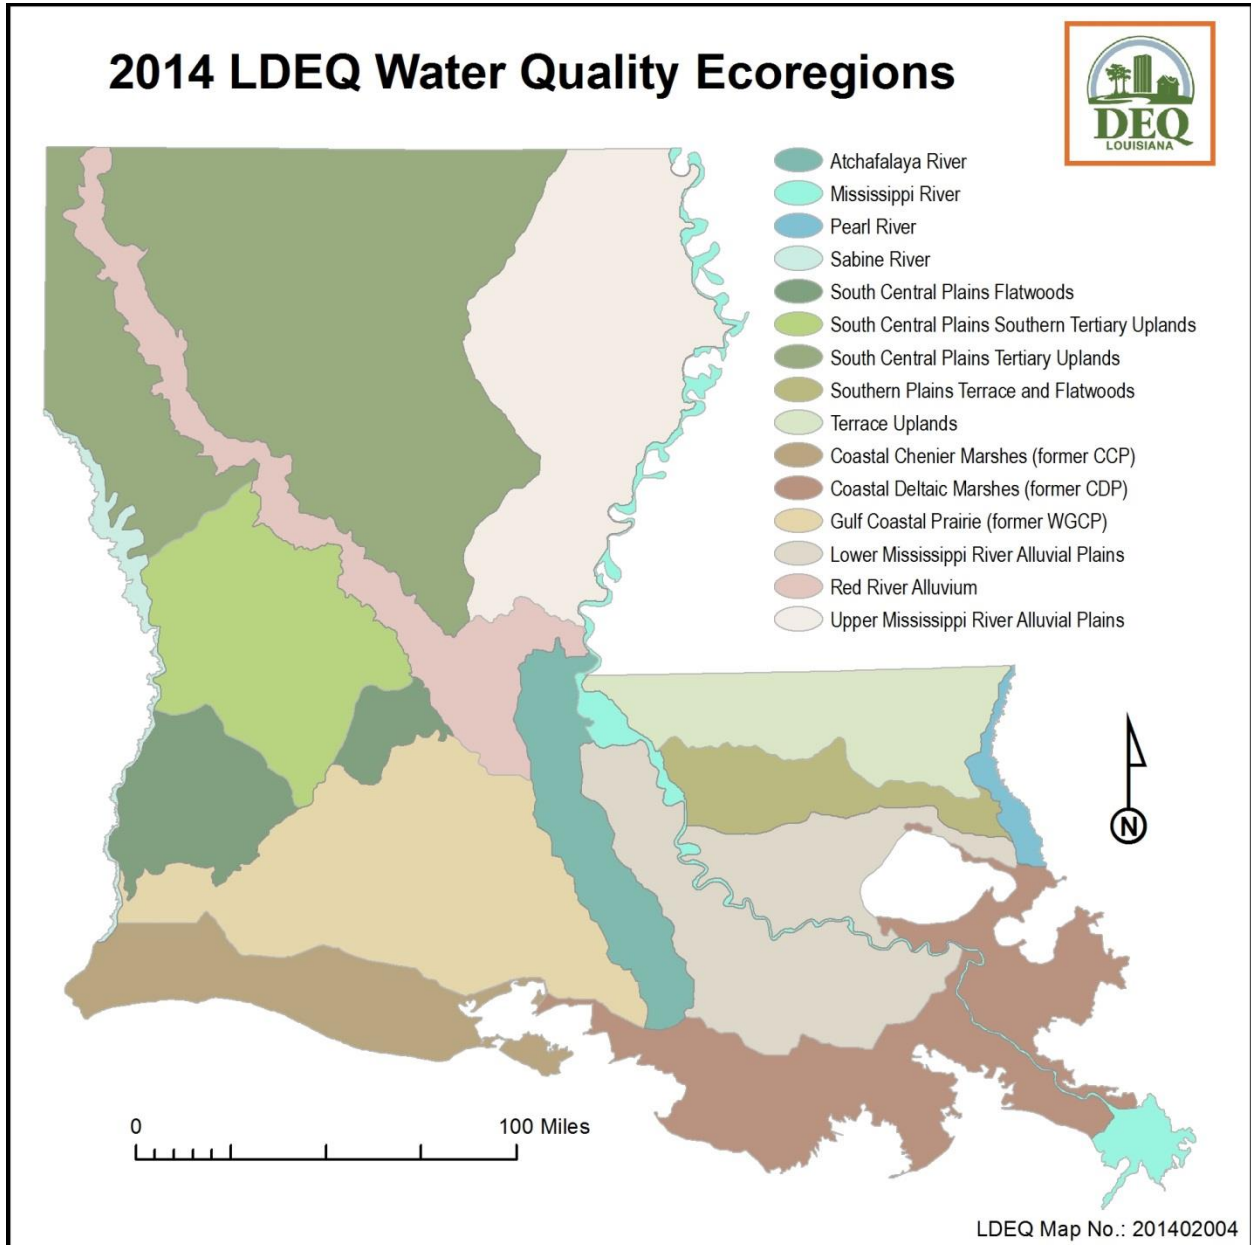 2014 LDEQ Water Quality Ecoregions
DEQ
LOUISIANA
Atchafalaya River
Mississippi River
Pearl River
Sabine River
South Central Plains Flatwoods
South Central Plains Southern Tertiary Uplands
South Central Plains Tertiary Uplands
Southern Plains Terrace and Flatwoods
Terrace Uplands
Coastal Chenier Marshes (former CCP)
Coastal Deltaic Marshes (former CDP)
Gulf Coastal Prairie (former WGCP)
Lower Mississippi River Alluvial Plains
Red River Alluvium
Upper Mississippi River Alluvial Plains
N
0 100 Miles
LDEQ Map No.: 201402004